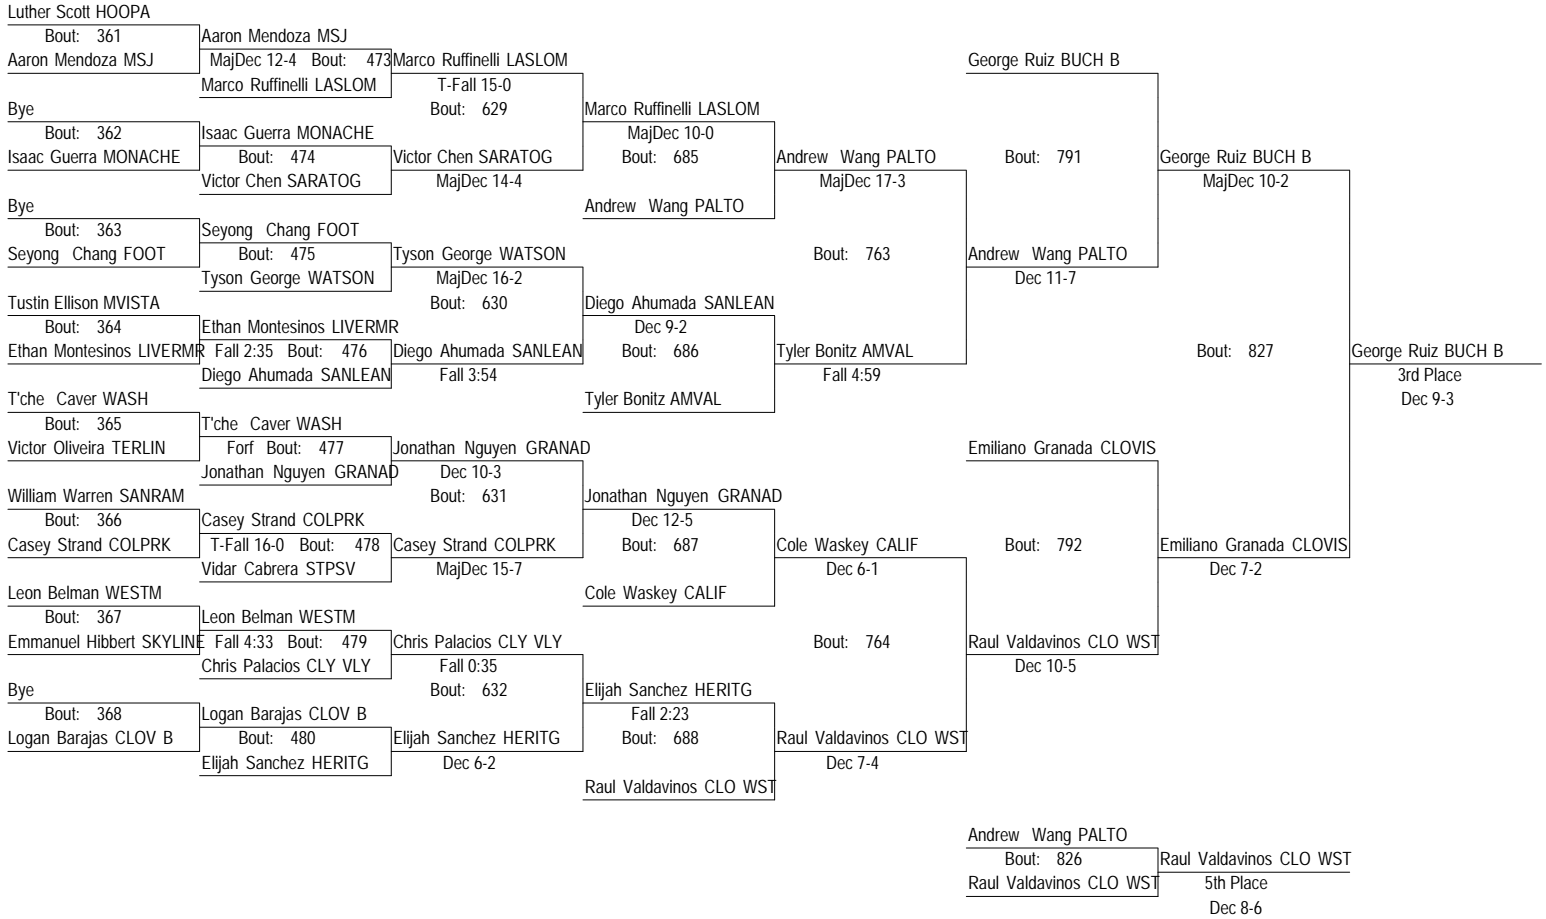 Luther Scott HOOPA
Bout: 361
Aaron Mendoza MSJ
Bye
Bout: 362
Isaac Guerra MONACHE
Bye
Bout: 363
Seyong Chang FOOT
Tustin Ellison MVISTA
Bout: 364
Ethan Montesinos LIVERMR
T'che Caver WASH
Bout: 365
Victor Oliveira TERLIN
William Warren SANRAM
Bout: 366
Casey Strand COLPRK
Leon Belman WESTM
Bout: 367
Emmanuel Hibbert SKYLINE
Bye
Bout: 368
Logan Barajas CLOV B
Aaron Mendoza MSJ
MajDec 12-4 Bout: 473
Marco Ruffinelli LASLOM
Isaac Guerra MONACHE
Bout: 474
Victor Chen SARATOG
Seyong Chang FOOT
Bout: 475
Tyson George WATSON
Ethan Montesinos LIVERMR
Fall 2:35 Bout: 476
Diego Ahumada SANLEAN
T'che Caver WASH
Forf Bout: 477
Jonathan Nguyen GRANAD
Casey Strand COLPRK
T-Fall 16-0 Bout: 478
Vidar Cabrera STPSV
Leon Belman WESTM
Fall 4:33 Bout: 479
Chris Palacios CLY VLY
Logan Barajas CLOV B
Bout: 480
Elijah Sanchez HERITG
Marco Ruffinelli LASLOM
T-Fall 15-0
Bout: 629
Victor Chen SARATOG
MajDec 14-4
Tyson George WATSON
MajDec 16-2
Bout: 630
Diego Ahumada SANLEAN
Fall 3:54
Jonathan Nguyen GRANAD
Dec 10-3
Bout: 631
Casey Strand COLPRK
MajDec 15-7
Chris Palacios CLY VLY
Fall 0:35
Bout: 632
Elijah Sanchez HERITG
Dec 6-2
Marco Ruffinelli LASLOM
MajDec 10-0
Bout: 685
Andrew Wang PALTO
Diego Ahumada SANLEAN
Dec 9-2
Bout: 686
Tyler Bonitz AMVAL
Jonathan Nguyen GRANAD
Dec 12-5
Bout: 687
Cole Waskey CALIF
Elijah Sanchez HERITG
Fall 2:23
Bout: 688
Raul Valdavinos CLO WST
Andrew Wang PALTO
MajDec 17-3
Bout: 763
Tyler Bonitz AMVAL
Fall 4:59
Cole Waskey CALIF
Dec 6-1
Bout: 764
Raul Valdavinos CLO WST
Dec 7-4
George Ruiz BUCH B
Bout: 791
Andrew Wang PALTO
Dec 11-7
Emiliano Granada CLOVIS
Bout: 792
Raul Valdavinos CLO WST
Dec 10-5
George Ruiz BUCH B
MajDec 10-2
Bout: 827
Emiliano Granada CLOVIS
Dec 7-2
George Ruiz BUCH B
3rd Place
Dec 9-3
Andrew Wang PALTO
Bout: 826
Raul Valdavinos CLO WST
Raul Valdavinos CLO WST
5th Place
Dec 8-6